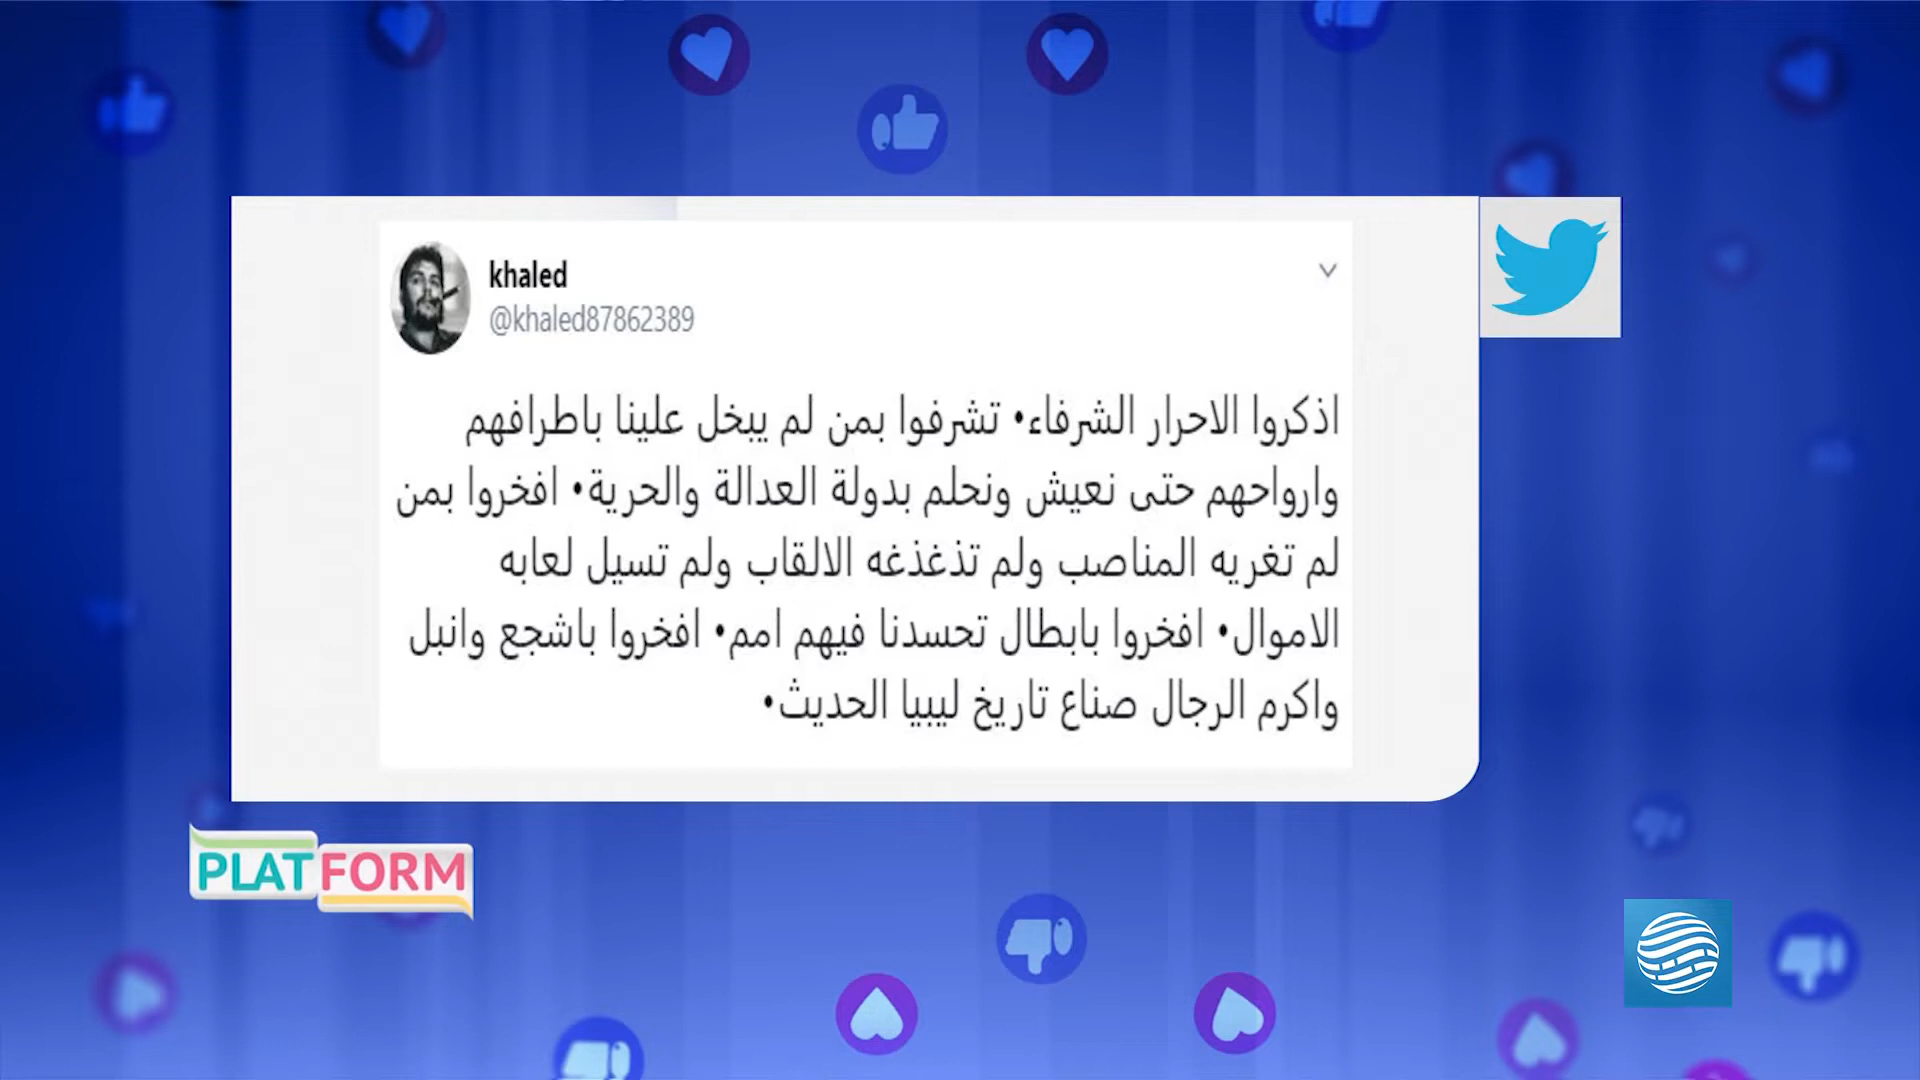 khaled
@khaled87862389
اذكروا الاحرار الشرفاء• تشرفوا بمن لم يبخل علينا باطرافهم
وارواحهم حتى نعيش ونحلم بدولة العدالة والحرية• افخروا بمن
لم تغريه المناصب ولم تذغذغه الالقاب ولم تسيل لعابه
الاموال• افخروا بابطال تحسدنا فيهم امم• افخروا باشجع وانبل
واكرم الرجال صناع تاريخ ليبيا الحديث•
PLATFORM